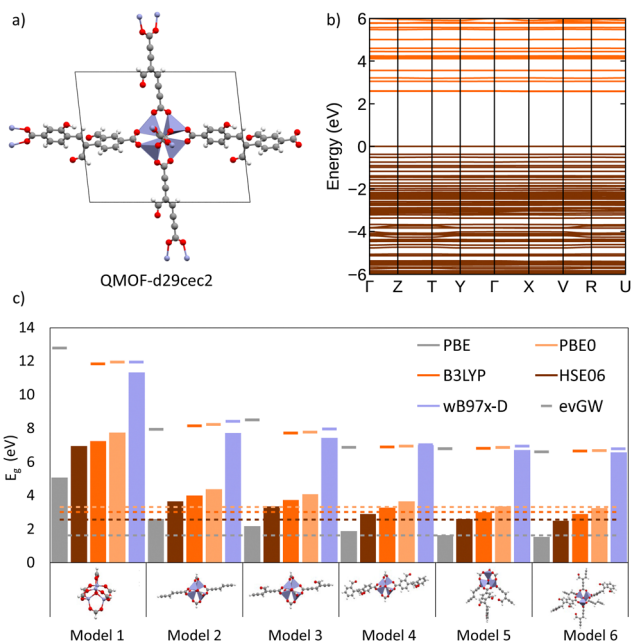 a)
QMOF-d29cec2
b)
Energy (eV)
6
4
2
0
−2
−4
−6
Γ Z T Y Γ X V R U
c)
E_g (eV)
14
12
10
8
6
4
2
0
PBE PBE0
B3LYP HSE06
wB97x-D evGW
Model 1 Model 2 Model 3 Model 4 Model 5 Model 6